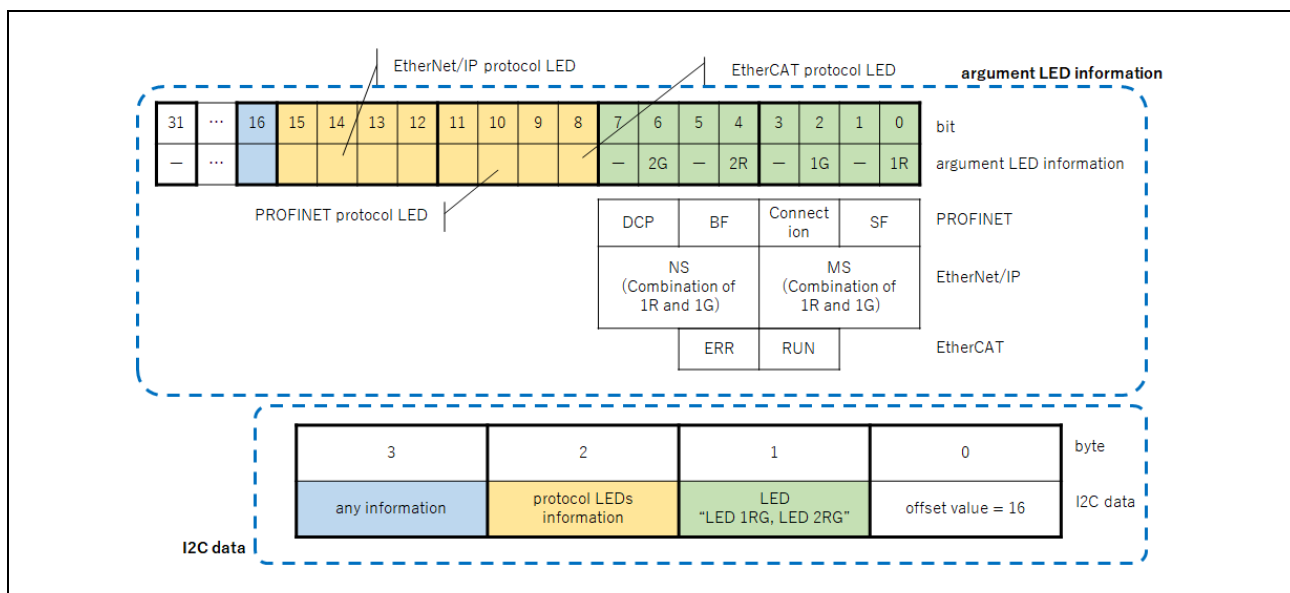 EtherNet/IP protocol LED
EtherCAT protocol LED
argument LED information
31 … 16 15 14 13 12 11 10 9 8 7 6 5 4 3 2 1 0 bit
— … — 2G — 2R — 1G — 1R argument LED information
PROFINET protocol LED
DCP BF Connect SF PROFINET
ion
NS MS EtherNet/IP
(Combination of (Combination of
1R and 1G) 1R and 1G)
ERR RUN EtherCAT
3 2 1 0 byte
any information protocol LEDs LED offset value = 16 I2C data
information "LED 1RG, LED 2RG"
I2C data